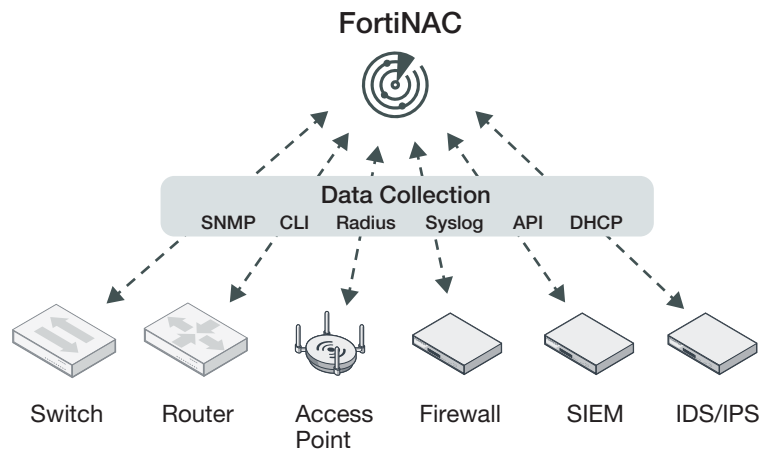 FortiNAC
Data Collection
SNMP CLI Radius Syslog API DHCP
Switch Router Access Point Firewall SIEM IDS/IPS